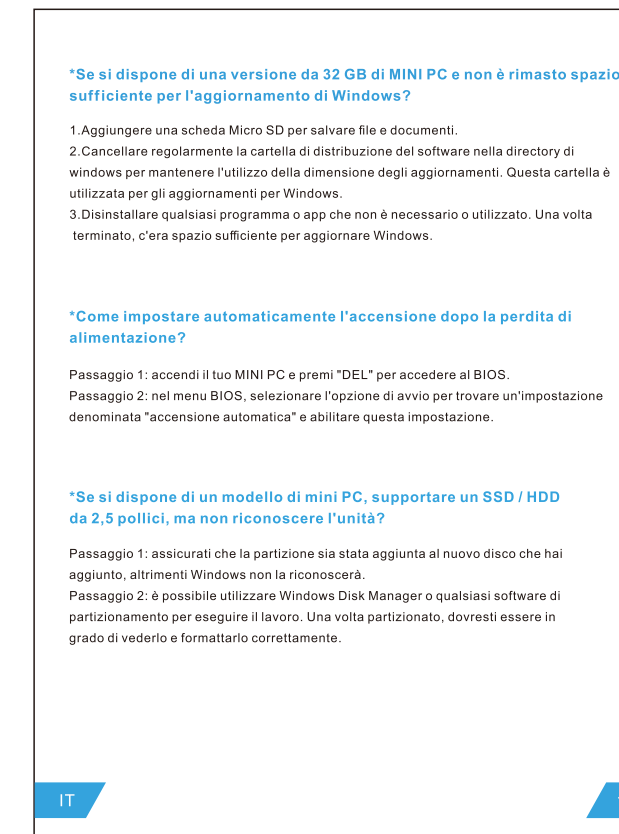 *Se si dispone di una versione da 32 GB di MINI PC e non è rimasto spazio
sufficiente per l'aggiornamento di Windows?
1.Aggiungere una scheda Micro SD per salvare file e documenti.
2.Cancellare regolarmente la cartella di distribuzione del software nella directory di
windows per mantenere l'utilizzo della dimensione degli aggiornamenti. Questa cartella è
utilizzata per gli aggiornamenti per Windows.
3.Disinstallare qualsiasi programma o app che non è necessario o utilizzato. Una volta
terminato, c'era spazio sufficiente per aggiornare Windows.
*Come impostare automaticamente l'accensione dopo la perdita di
alimentazione?
Passaggio 1: accendi il tuo MINI PC e premi "DEL" per accedere al BIOS.
Passaggio 2: nel menu BIOS, selezionare l'opzione di avvio per trovare un'impostazione
denominata "accensione automatica" e abilitare questa impostazione.
*Se si dispone di un modello di mini PC, supportare un SSD / HDD
da 2,5 pollici, ma non riconoscere l'unità?
Passaggio 1: assicurati che la partizione sia stata aggiunta al nuovo disco che hai
aggiunto, altrimenti Windows non la riconoscerà.
Passaggio 2: è possibile utilizzare Windows Disk Manager o qualsiasi software di
partizionamento per eseguire il lavoro. Una volta partizionato, dovresti essere in
grado di vederlo e formattarlo correttamente.
IT